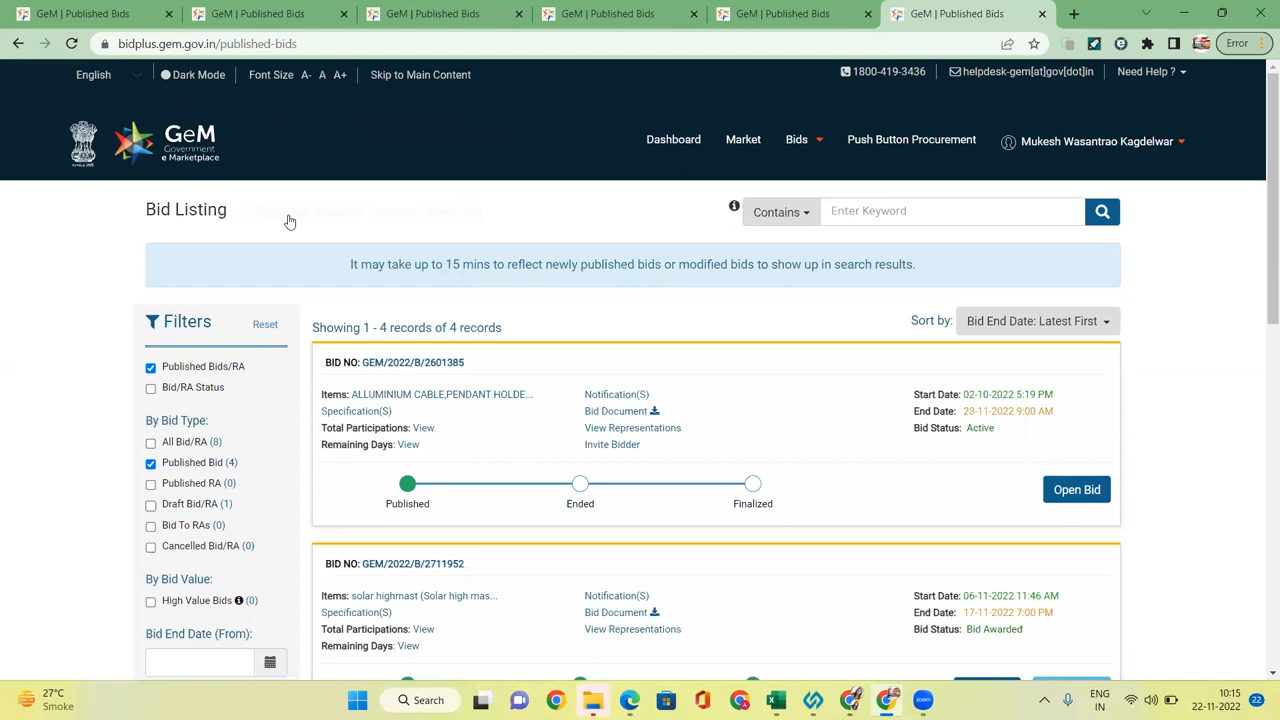 GeM | Published Bids GeM | Published Bids GeM | Published Bids GeM | Published Bids GeM | Published Bids GeM | Published Bids
bidplus.gem.gov.in/published-bids Error
English Dark Mode Font Size A- A A+ Skip to Main Content 1800-419-3436 helpdesk-gem[at]gov[dot]in Need Help ?
GeM
Government
e Marketplace
Dashboard Market Bids Push Button Procurement Mukesh Wasantrao Kagdelwar
Bid Listing Contains Enter Keyword
It may take up to 15 mins to reflect newly published bids or modified bids to show up in search results.
Filters Reset
Showing 1 - 4 records of 4 records
Sort by: Bid End Date: Latest First
Published Bids/RA
Bid/RA Status
By Bid Type:
All Bid/RA (8)
Published Bid (4)
Published RA (0)
Draft Bid/RA (1)
Bid To RAs (0)
Cancelled Bid/RA (0)
By Bid Value:
High Value Bids (0)
Bid End Date (From):
BID NO: GEM/2022/B/2601385
Items: ALLUMINIUM CABLE,PENDANT HOLDE... Notification(S) Start Date: 02-10-2022 5:19 PM
Specification(S) Bid Document End Date: 23-11-2022 9:00 AM
Total Participations: View View Representations Bid Status: Active
Remaining Days: View Invite Bidder
Published Ended Finalized
Open Bid
BID NO: GEM/2022/B/2711952
Items: solar highmast (Solar high mas... Notification(S) Start Date: 06-11-2022 11:46 AM
Specification(S) Bid Document End Date: 17-11-2022 7:00 PM
Total Participations: View View Representations Bid Status: Bid Awarded
Remaining Days: View
27°C
Smoke
Search
zoom
ENG
IN
10:15
22-11-2022
22